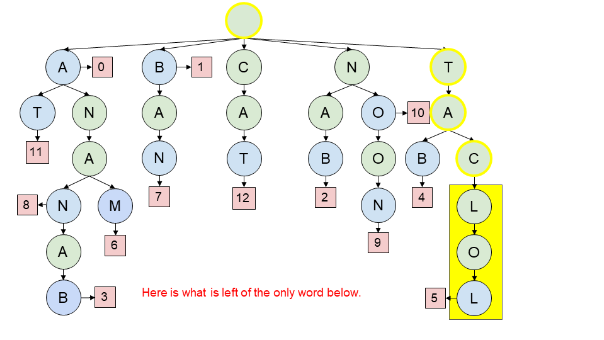 A 0 B 1 C N T
T N A A A O 10 A
11 A N T B O B C
8 N M 7 12 2 N 4 L
A 6 9 O
B 3 Here is what is left of the only word below. 5 L